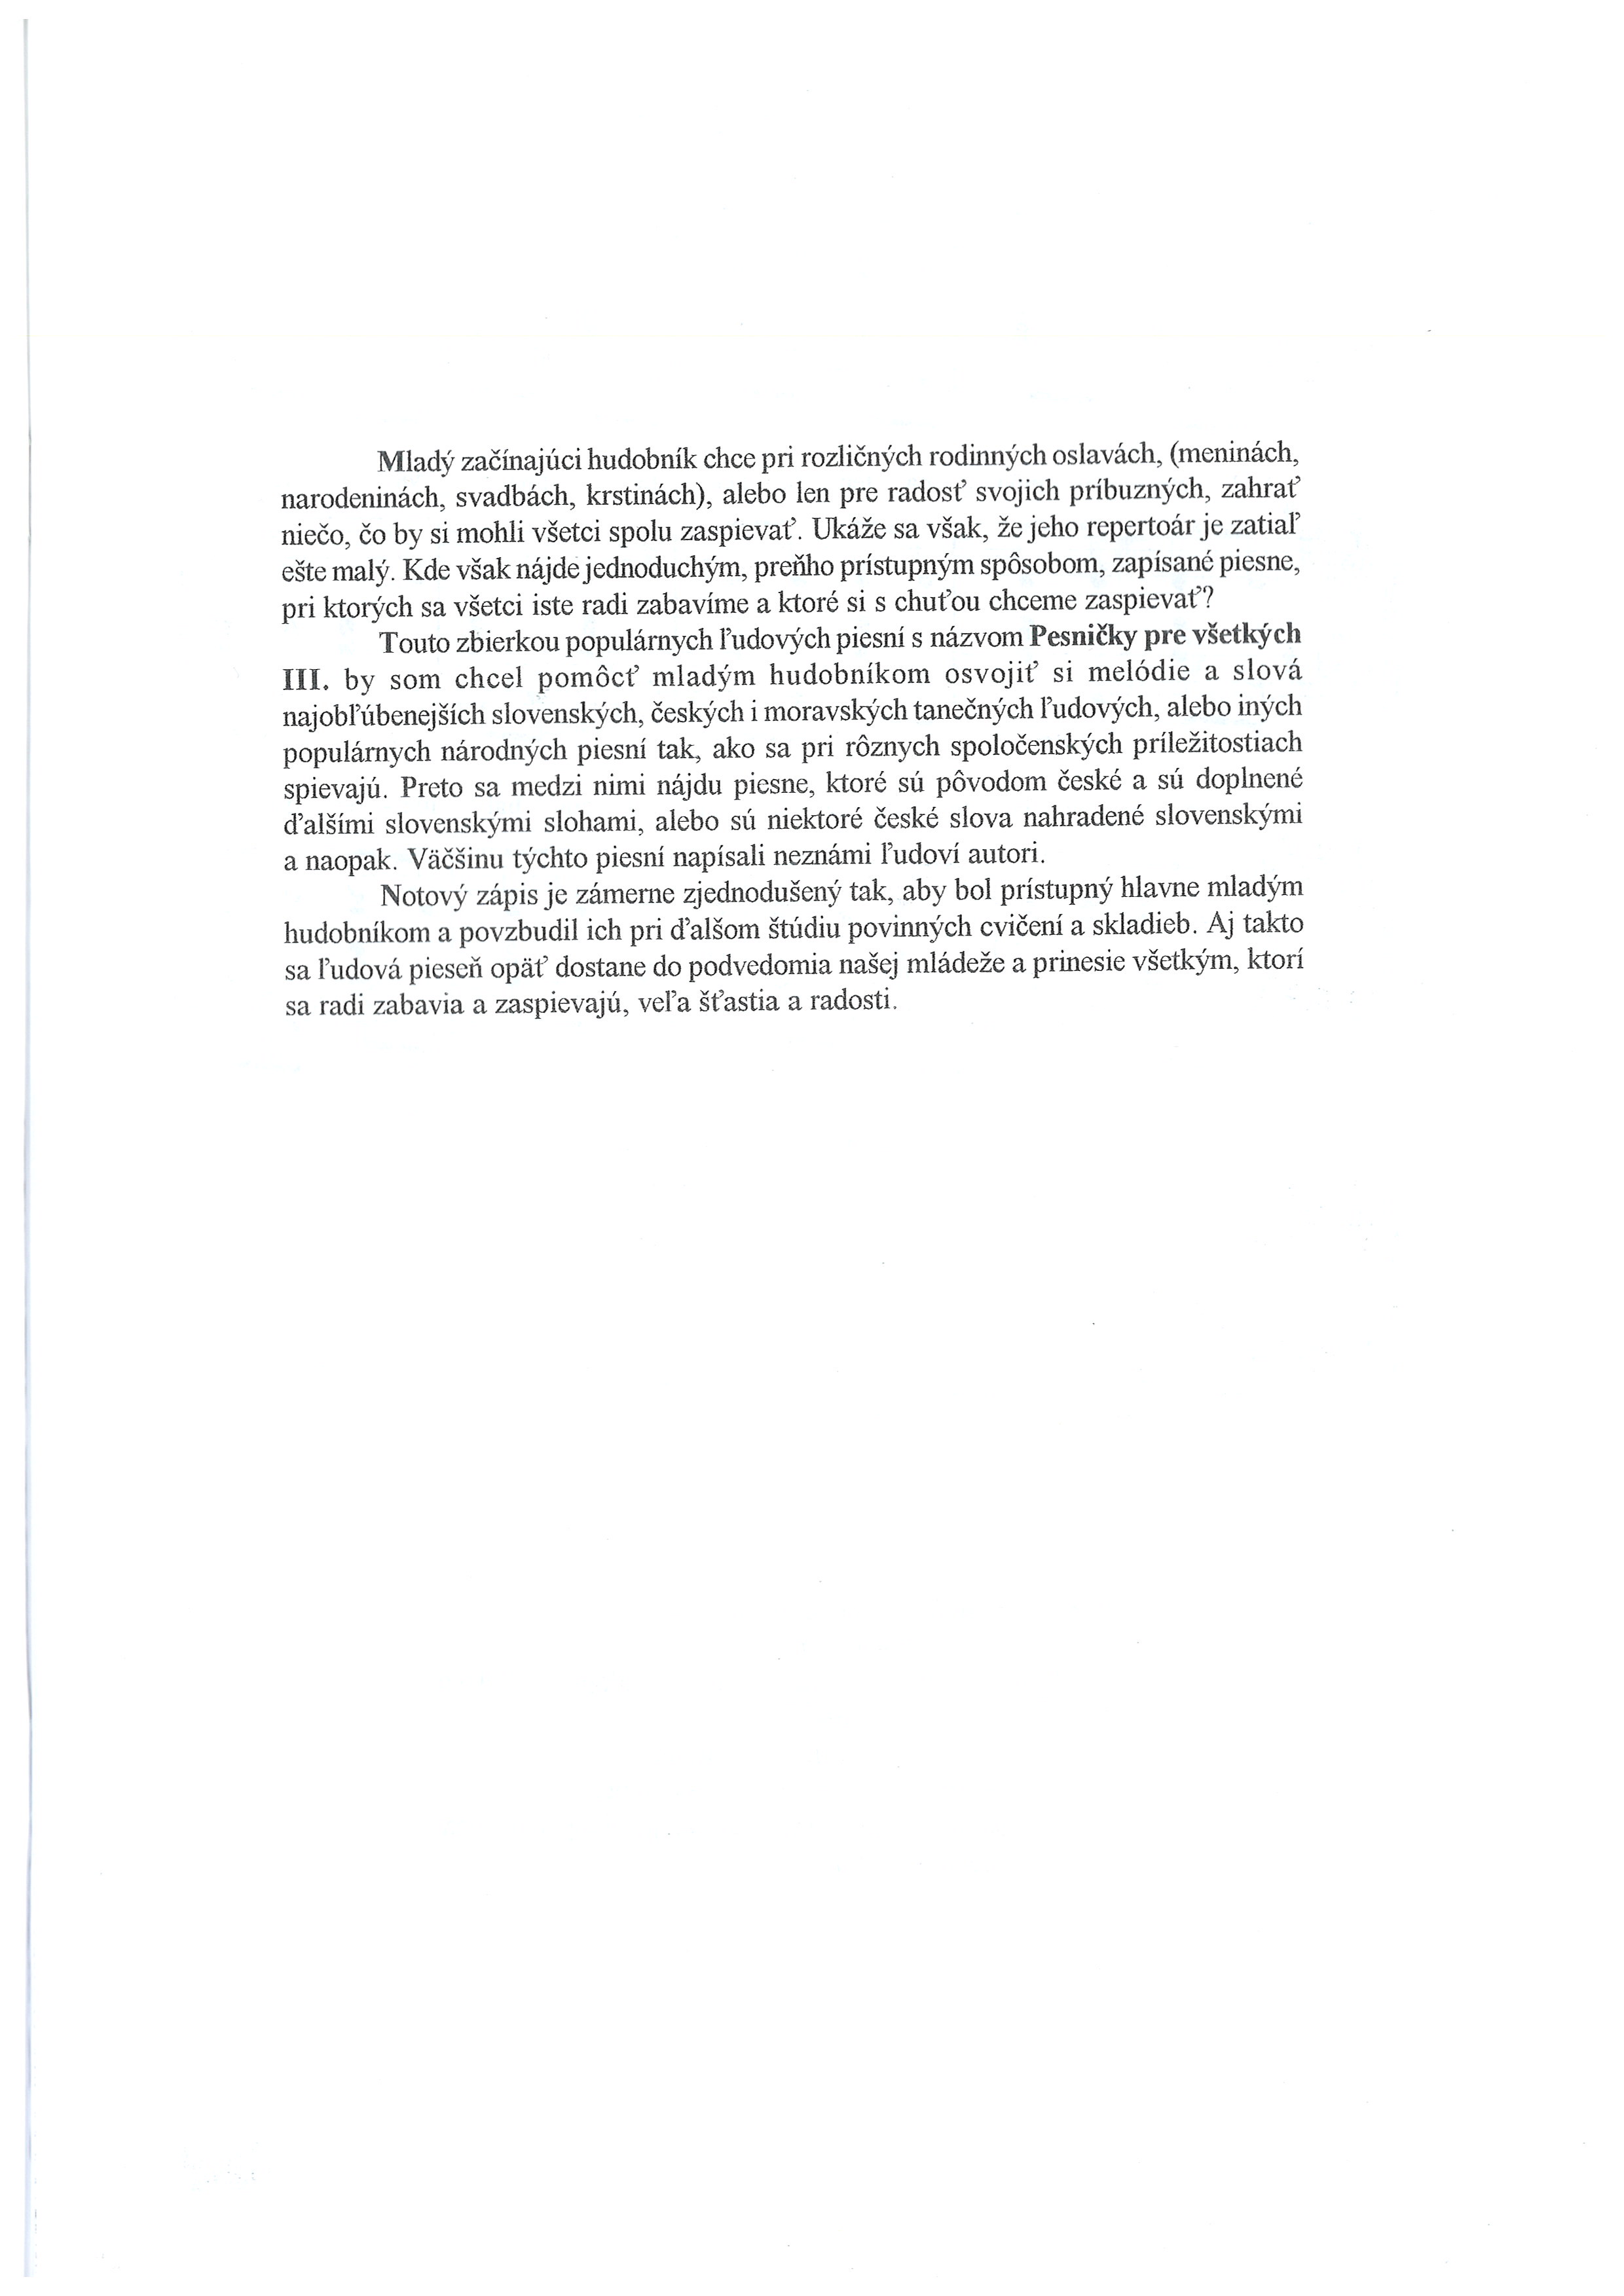 Mladý začínajúci hudobník chce pri rozličných rodinných oslavách, (meninách,
narodeninách, svadbách, krstinách), alebo len pre radosť svojich príbuzných, zahrať
niečo, čo by si mohli všetci spolu zaspievať. Ukáže sa však, že jeho repertoár je zatiaľ
ešte malý. Kde však nájde jednoduchým, preňho prístupným spôsobom, zapísané piesne,
pri ktorých sa všetci iste radi zabavíme a ktoré si s chuťou chceme zaspievať?
Touto zbierkou populárnych ľudových piesní s názvom Pesničky pre všetkých
III. by som chcel pomôcť mladým hudobníkom osvojiť si melódie a slová
najobľúbenejších slovenských, českých i moravských tanečných ľudových, alebo iných
populárnych národných piesní tak, ako sa pri rôznych spoločenských príležitostiach
spievajú. Preto sa medzi nimi nájdu piesne, ktoré sú pôvodom české a sú doplnené
ďalšími slovenskými slohami, alebo sú niektoré české slova nahradené slovenskými
a naopak. Väčšinu týchto piesní napísali neznámi ľudoví autori.
Notový zápis je zámerne zjednodušený tak, aby bol prístupný hlavne mladým
hudobníkom a povzbudil ich pri ďalšom štúdiu povinných cvičení a skladieb. Aj takto
sa ľudová pieseň opäť dostane do podvedomia našej mládeže a prinesie všetkým, ktorí
sa radi zabavia a zaspievajú, veľa šťastia a radosti.